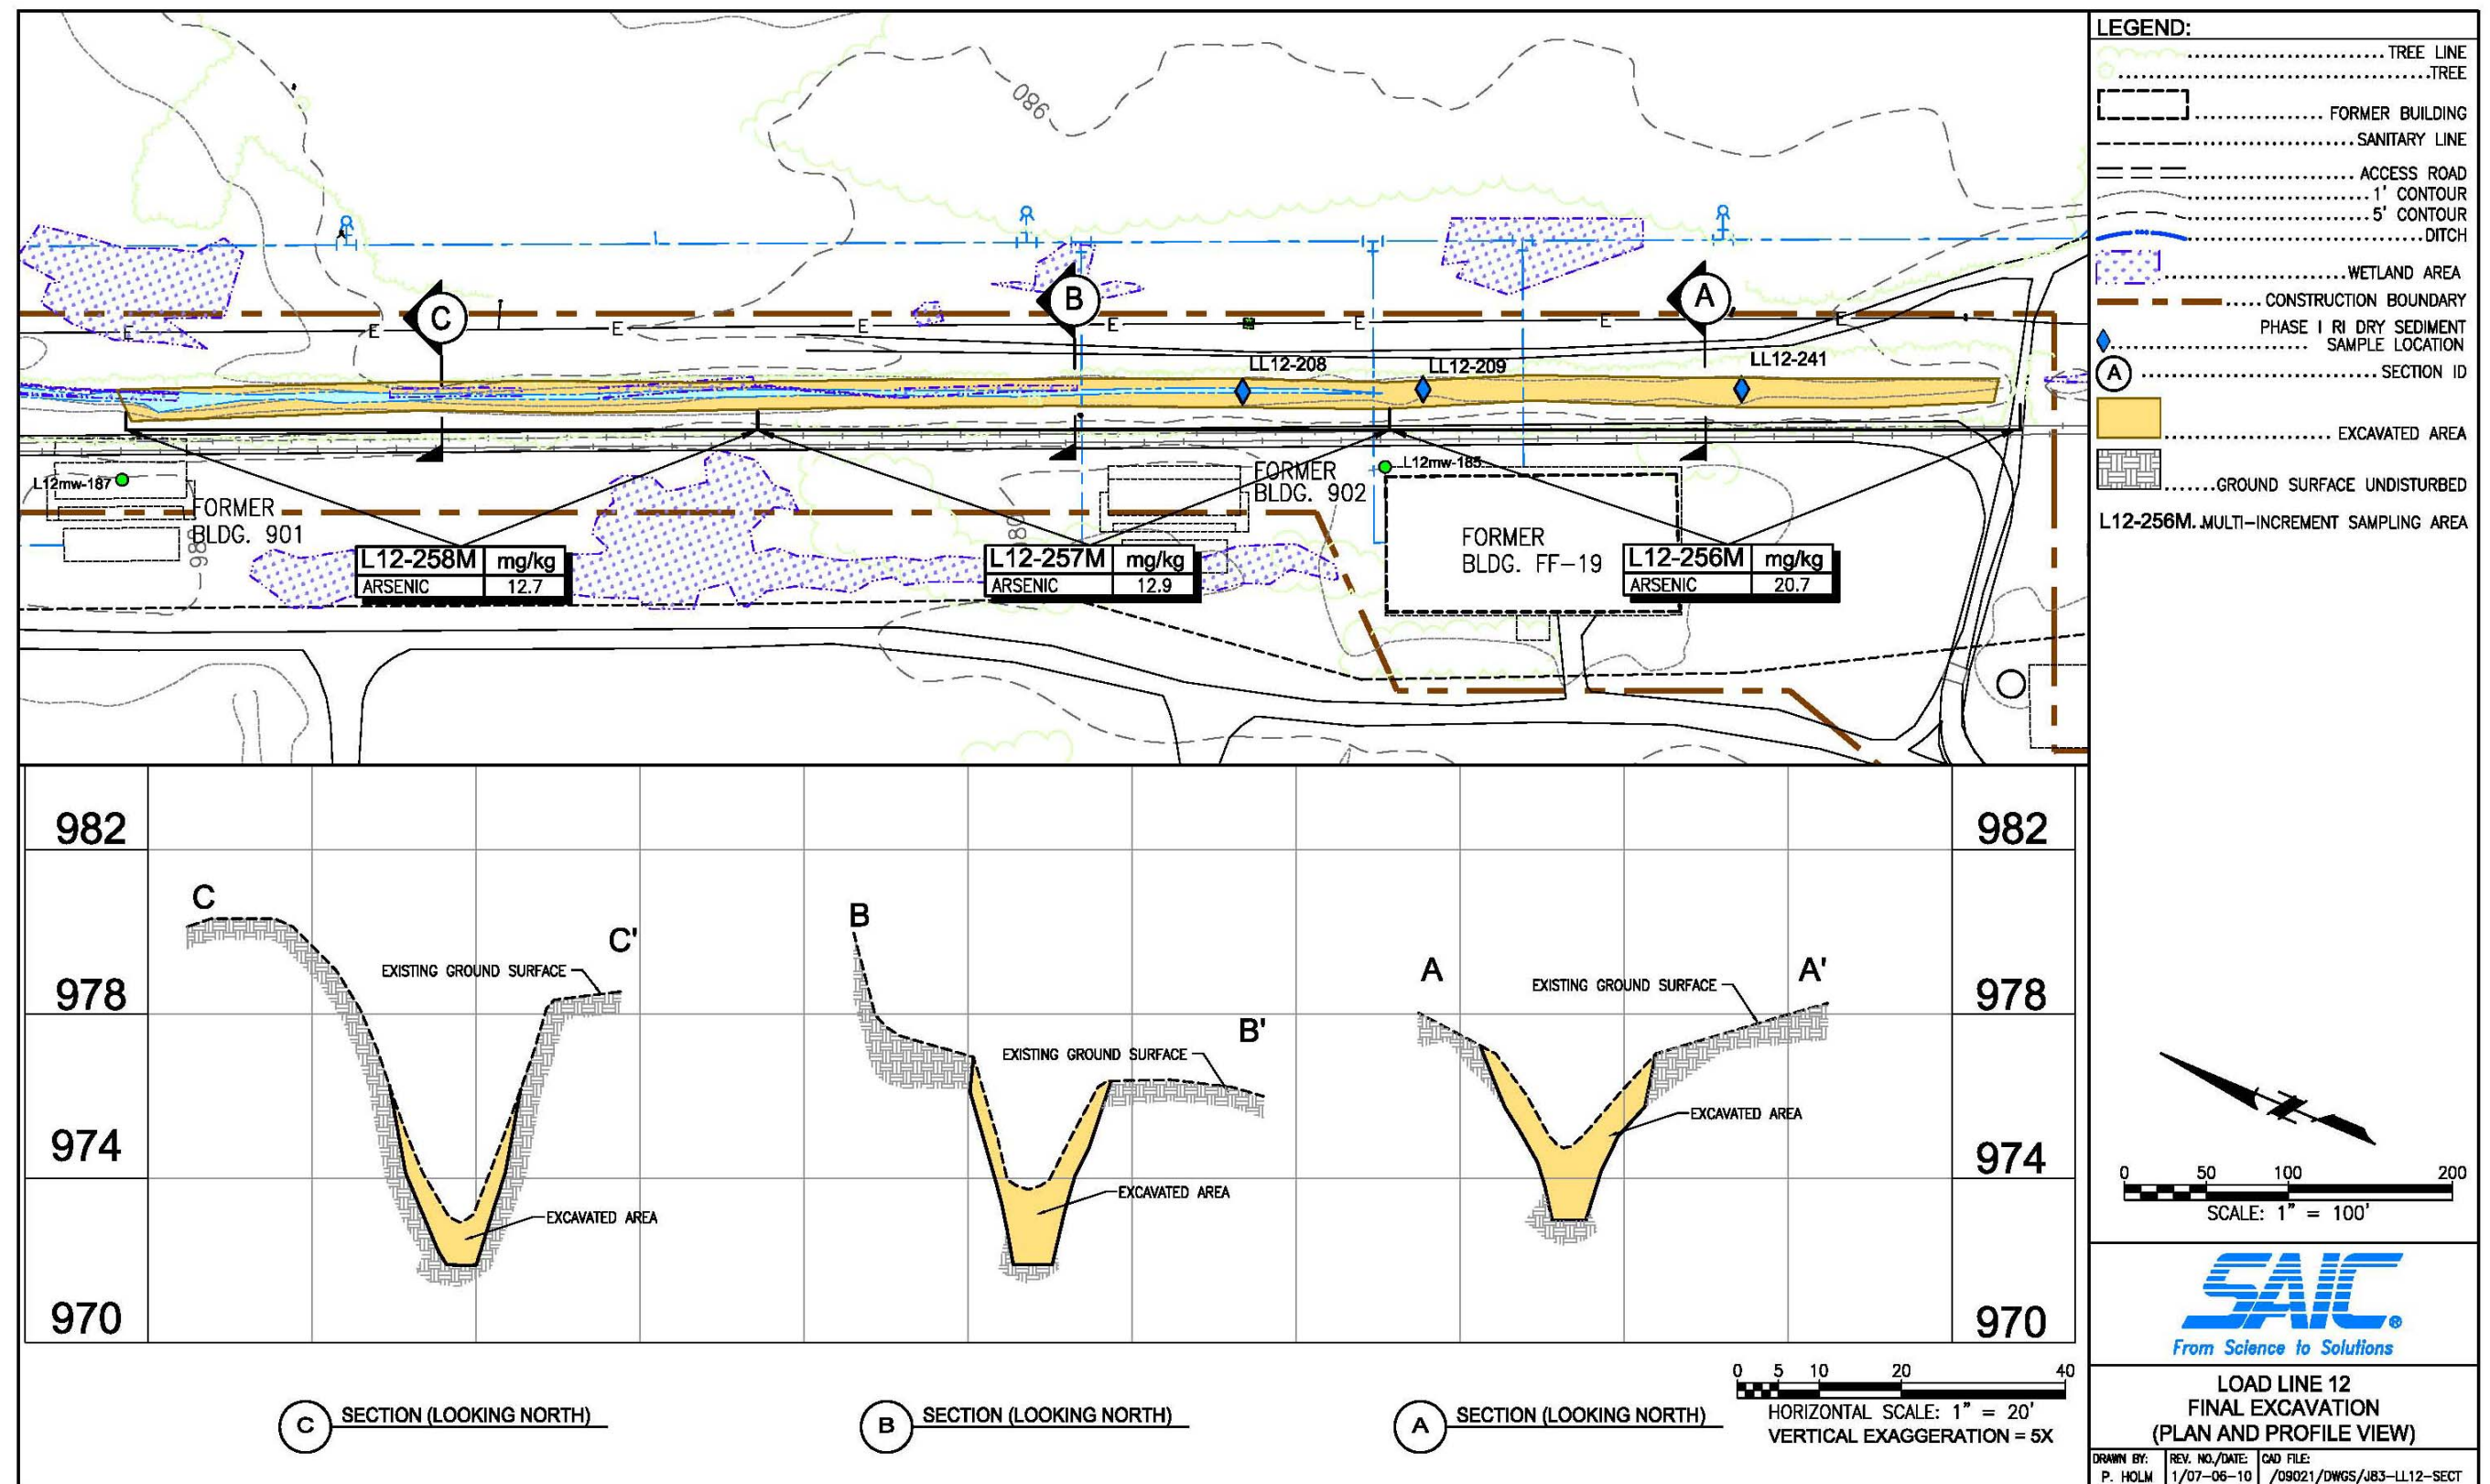 980
C
B
A
E
E
E
E
E
E
E
E
LL12-208
LL12-209
LL12-241
L12mw-187
FORMER
BLDG. 901
980
FORMER
BLDG. 902
L12mw-185
FORMER
BLDG. FF-19
L12-258M mg/kg
ARSENIC 12.7
L12-257M mg/kg
ARSENIC 12.9
L12-256M mg/kg
ARSENIC 20.7
982
978
974
970
C
C'
EXISTING GROUND SURFACE
EXCAVATED AREA
B
B'
EXISTING GROUND SURFACE
EXCAVATED AREA
A
A'
EXISTING GROUND SURFACE
EXCAVATED AREA
982
978
974
970
C SECTION (LOOKING NORTH)
B SECTION (LOOKING NORTH)
A SECTION (LOOKING NORTH)
0 5 10 20 40
HORIZONTAL SCALE: 1" = 20'
VERTICAL EXAGGERATION = 5X
LEGEND:
TREE LINE
TREE
FORMER BUILDING
SANITARY LINE
ACCESS ROAD
1' CONTOUR
5' CONTOUR
DITCH
WETLAND AREA
CONSTRUCTION BOUNDARY
PHASE I RI DRY SEDIMENT
SAMPLE LOCATION
A SECTION ID
EXCAVATED AREA
GROUND SURFACE UNDISTURBED
L12-256M. MULTI-INCREMENT SAMPLING AREA
0 50 100 200
SCALE: 1" = 100'
SAIC®
From Science to Solutions
LOAD LINE 12
FINAL EXCAVATION
(PLAN AND PROFILE VIEW)
DRAWN BY: REV. NO./DATE: CAD FILE:
P. HOLM 1/07-06-10 /09021/DWGS/J83-LL12-SECT